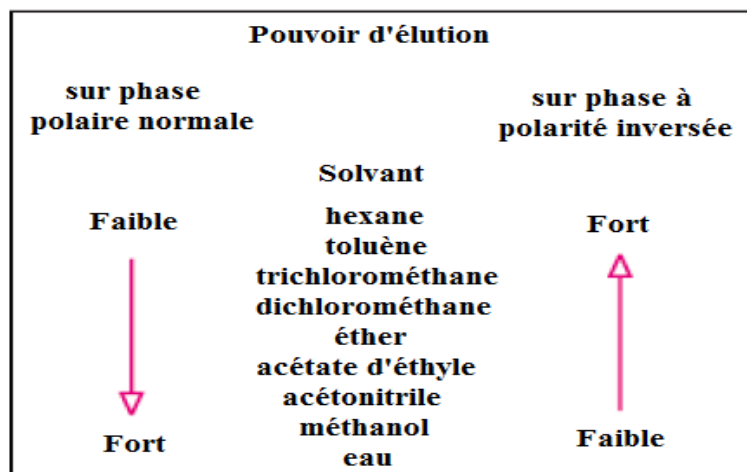 Pouvoir d'élution
sur phase
polaire normale
sur phase à
polarité inversée
Solvant
Faible
hexane
Fort
toluène
trichlorométhane
dichlorométhane
éther
acétate d'éthyle
acétonitrile
méthanol
Fort
Faible
eau